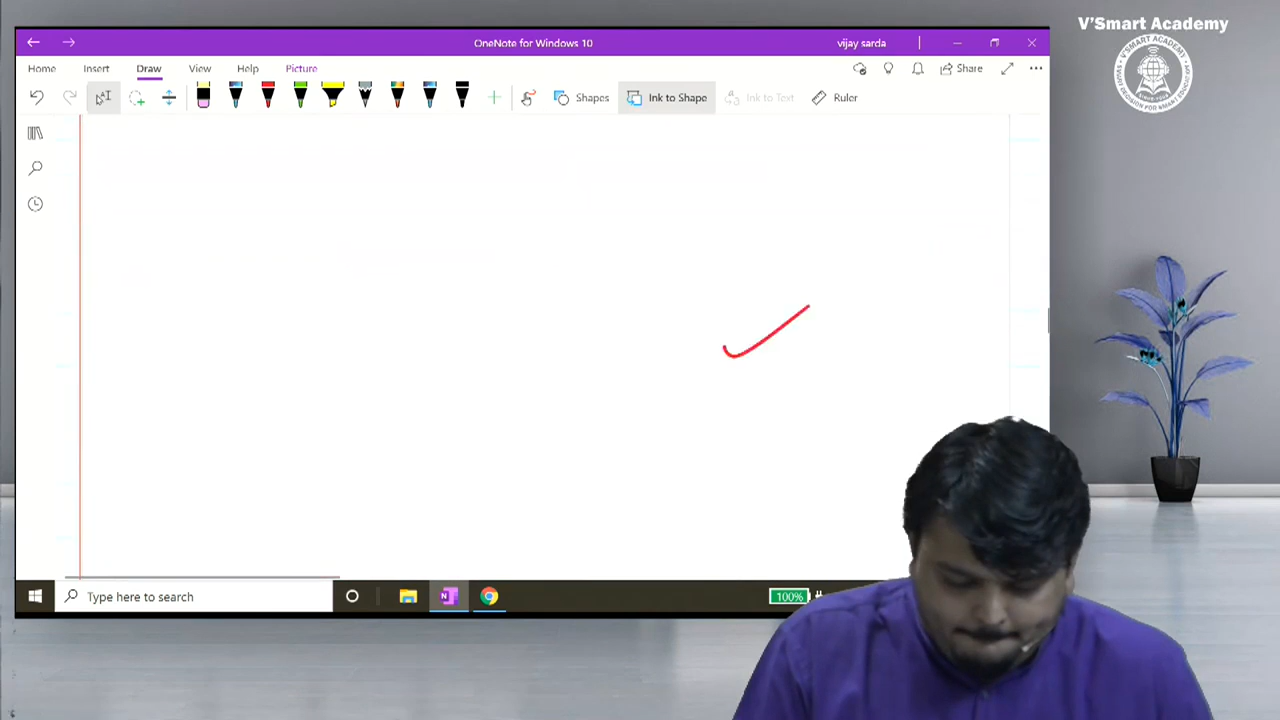 V'Smart Academy
OneNote for Windows 10
vijay sarda
Home
Insert
Draw
View
Help
Picture
Share
Shapes
Ink to Shape
Ink to Text
Ruler
Type here to search
100%